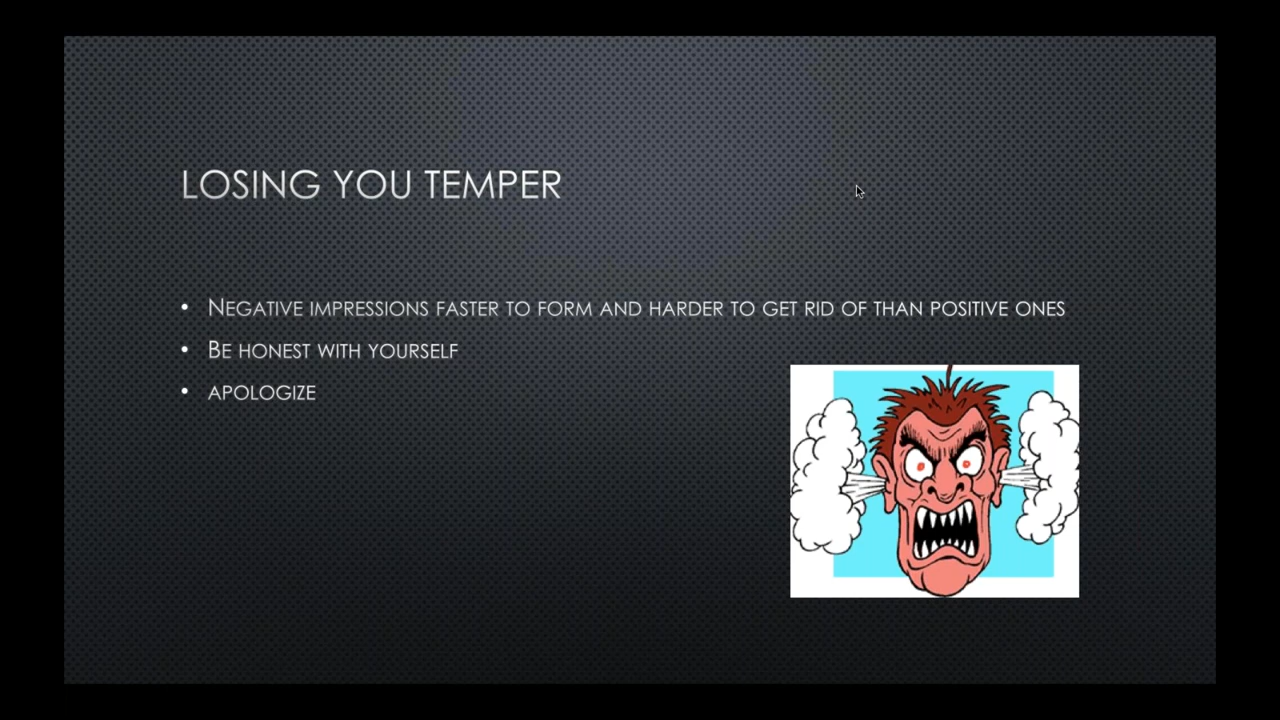 LOSING YOU TEMPER
• NEGATIVE IMPRESSIONS FASTER TO FORM AND HARDER TO GET RID OF THAN POSITIVE ONES
• BE HONEST WITH YOURSELF
• APOLOGIZE